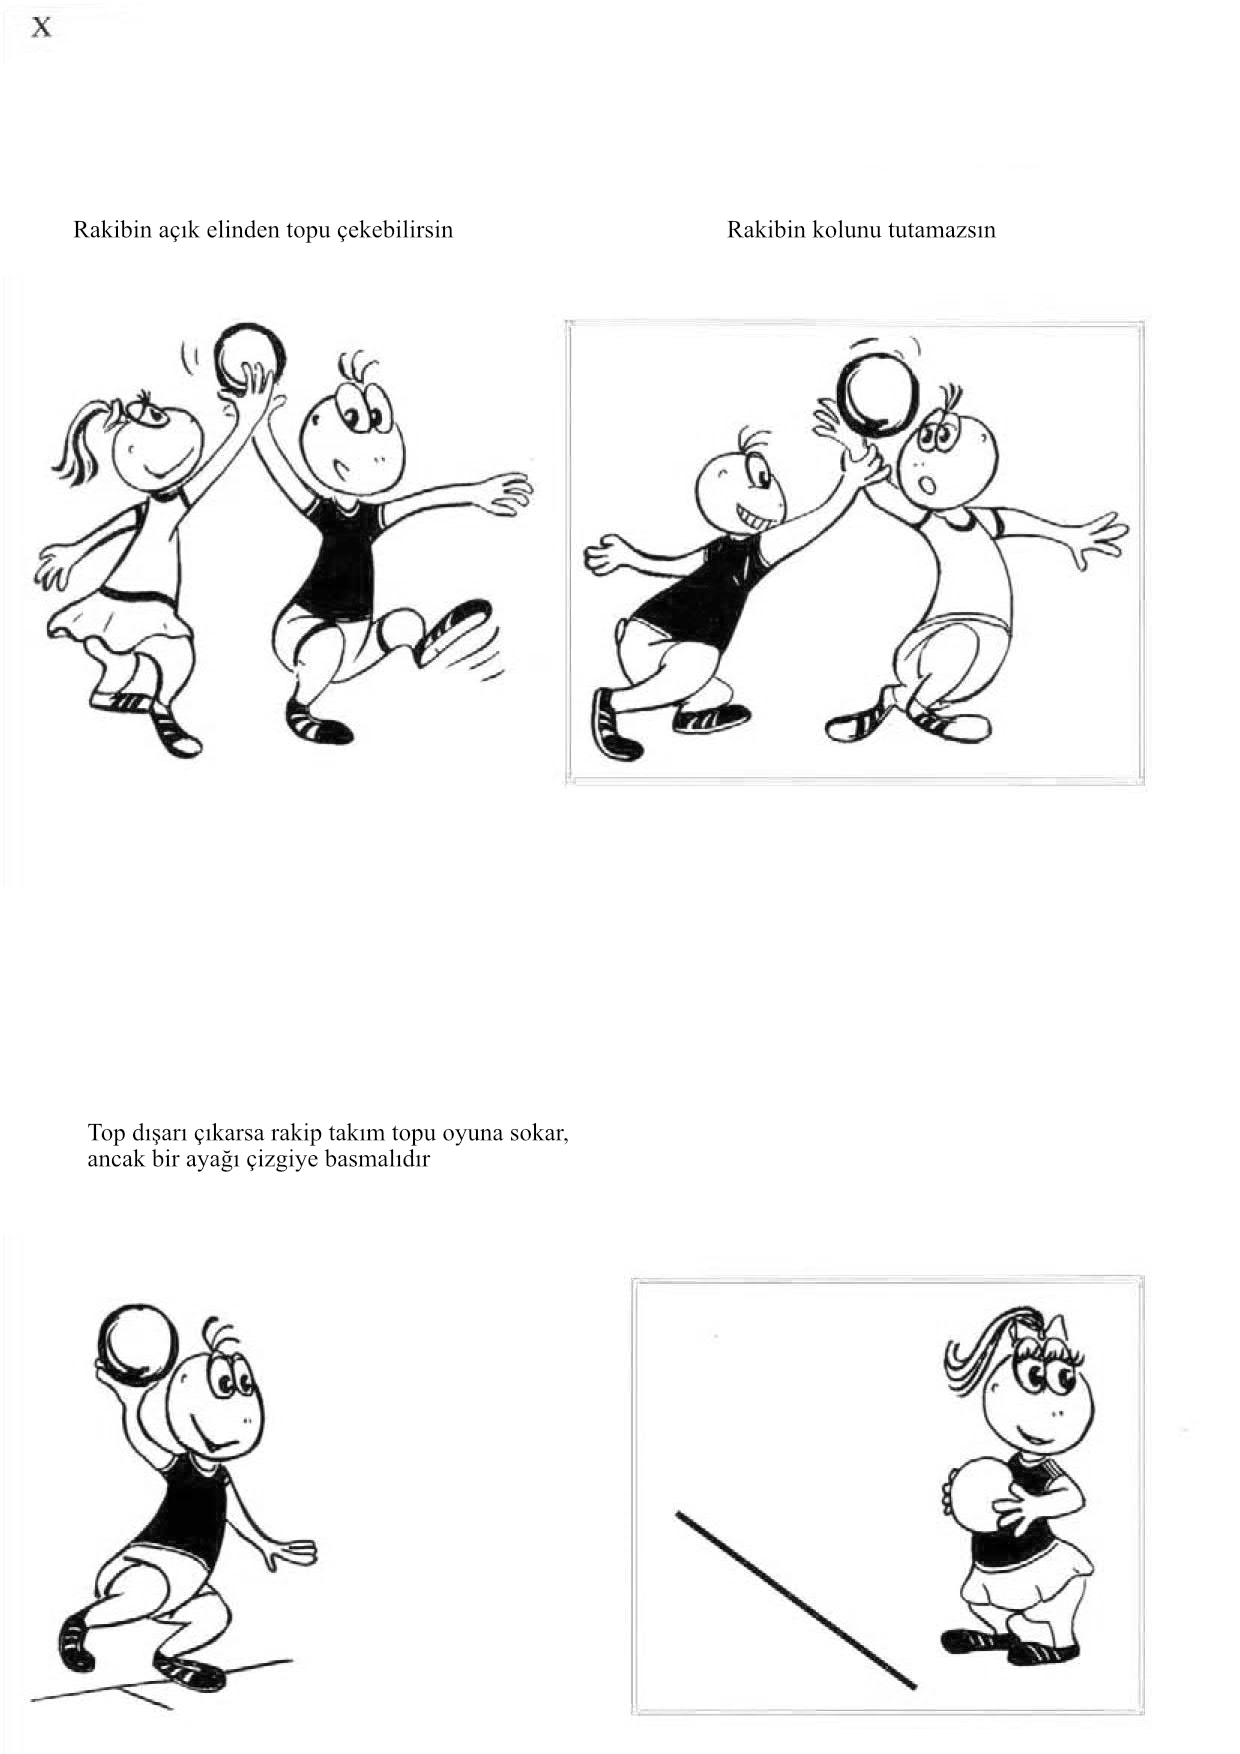 X
Rakibin açık elinden topu çekebilirsin
Rakibin kolunu tutamazsın
Top dışarı çıkarsa rakip takım topu oyuna sokar,
ancak bir ayağı çizgiye basmalıdır